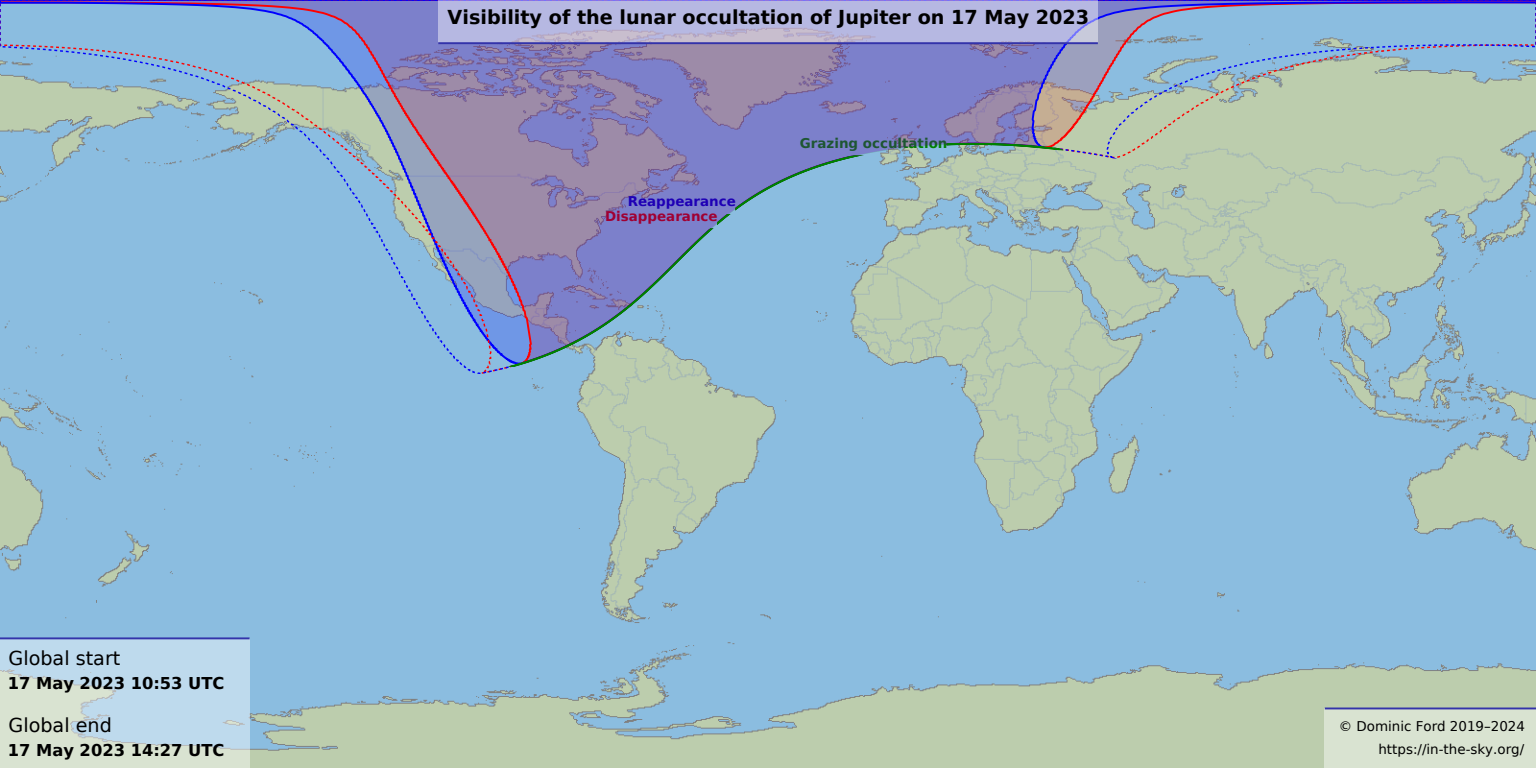 Visibility of the lunar occultation of Jupiter on 17 May 2023
Grazing occultation
Reappearance
Disappearance
Global start
17 May 2023 10:53 UTC
Global end
17 May 2023 14:27 UTC
© Dominic Ford 2019–2024
https://in-the-sky.org/